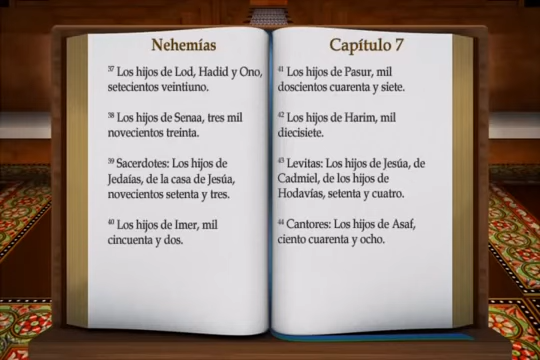 Nehemías
37 Los hijos de Lod, Hadid y Ono,
setecientos veintiuno.
38 Los hijos de Senaa, tres mil
novecientos treinta.
39 Sacerdotes: Los hijos de
Jedaías, de la casa de Jesúa,
novecientos setenta y tres.
40 Los hijos de Imer, mil
cincuenta y dos.
Capítulo 7
41 Los hijos de Pasur, mil
doscientos cuarenta y siete.
42 Los hijos de Harim, mil
diecisiete.
43 Levitas: Los hijos de Jesúa, de
Cadmiel, de los hijos de
Hodavías, setenta y cuatro.
44 Cantores: Los hijos de Asaf,
ciento cuarenta y ocho.